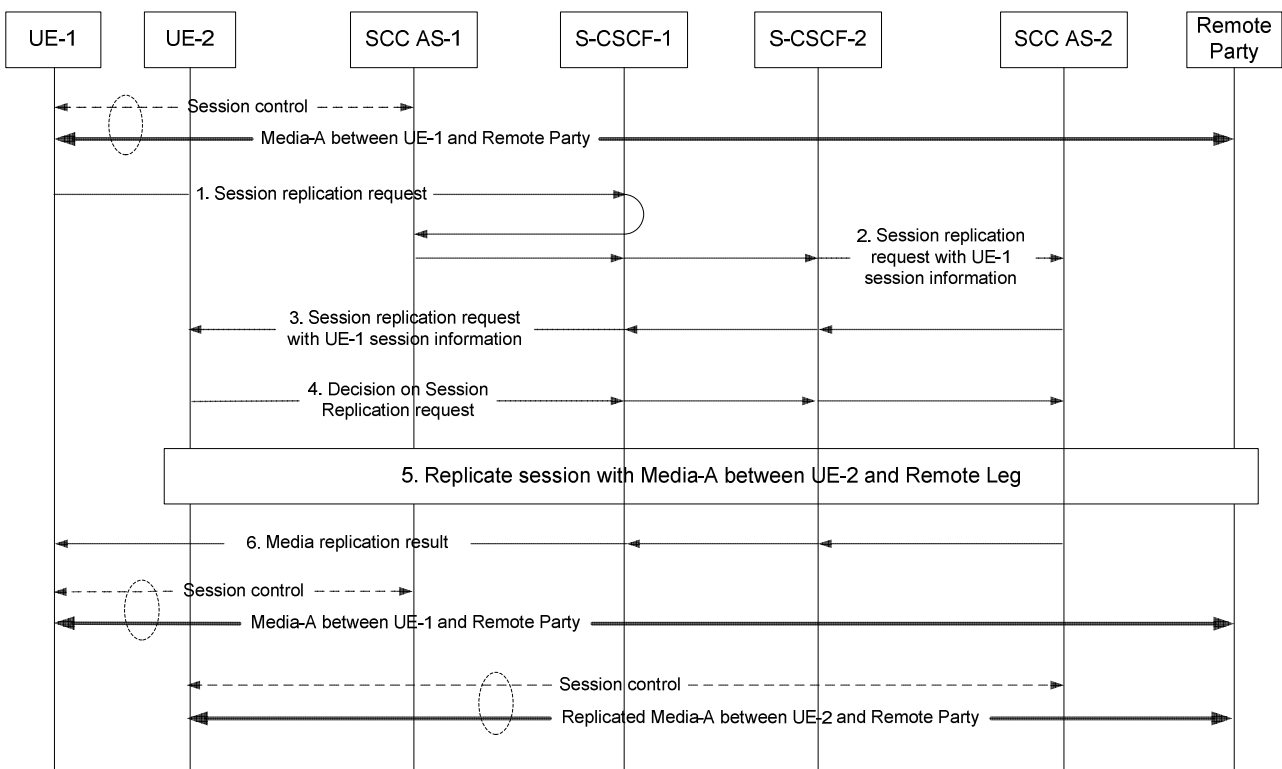 UE-1
UE-2
SCC AS-1
S-CSCF-1
S-CSCF-2
SCC AS-2
Remote
Party
Session control
Media-A between UE-1 and Remote Party
1. Session replication request
2. Session replication
request with UE-1
session information
3. Session replication request
with UE-1 session information
4. Decision on Session
Replication request
5. Replicate session with Media-A between UE-2 and Remote Leg
6. Media replication result
Session control
Media-A between UE-1 and Remote Party
Session control
Replicated Media-A between UE-2 and Remote Party